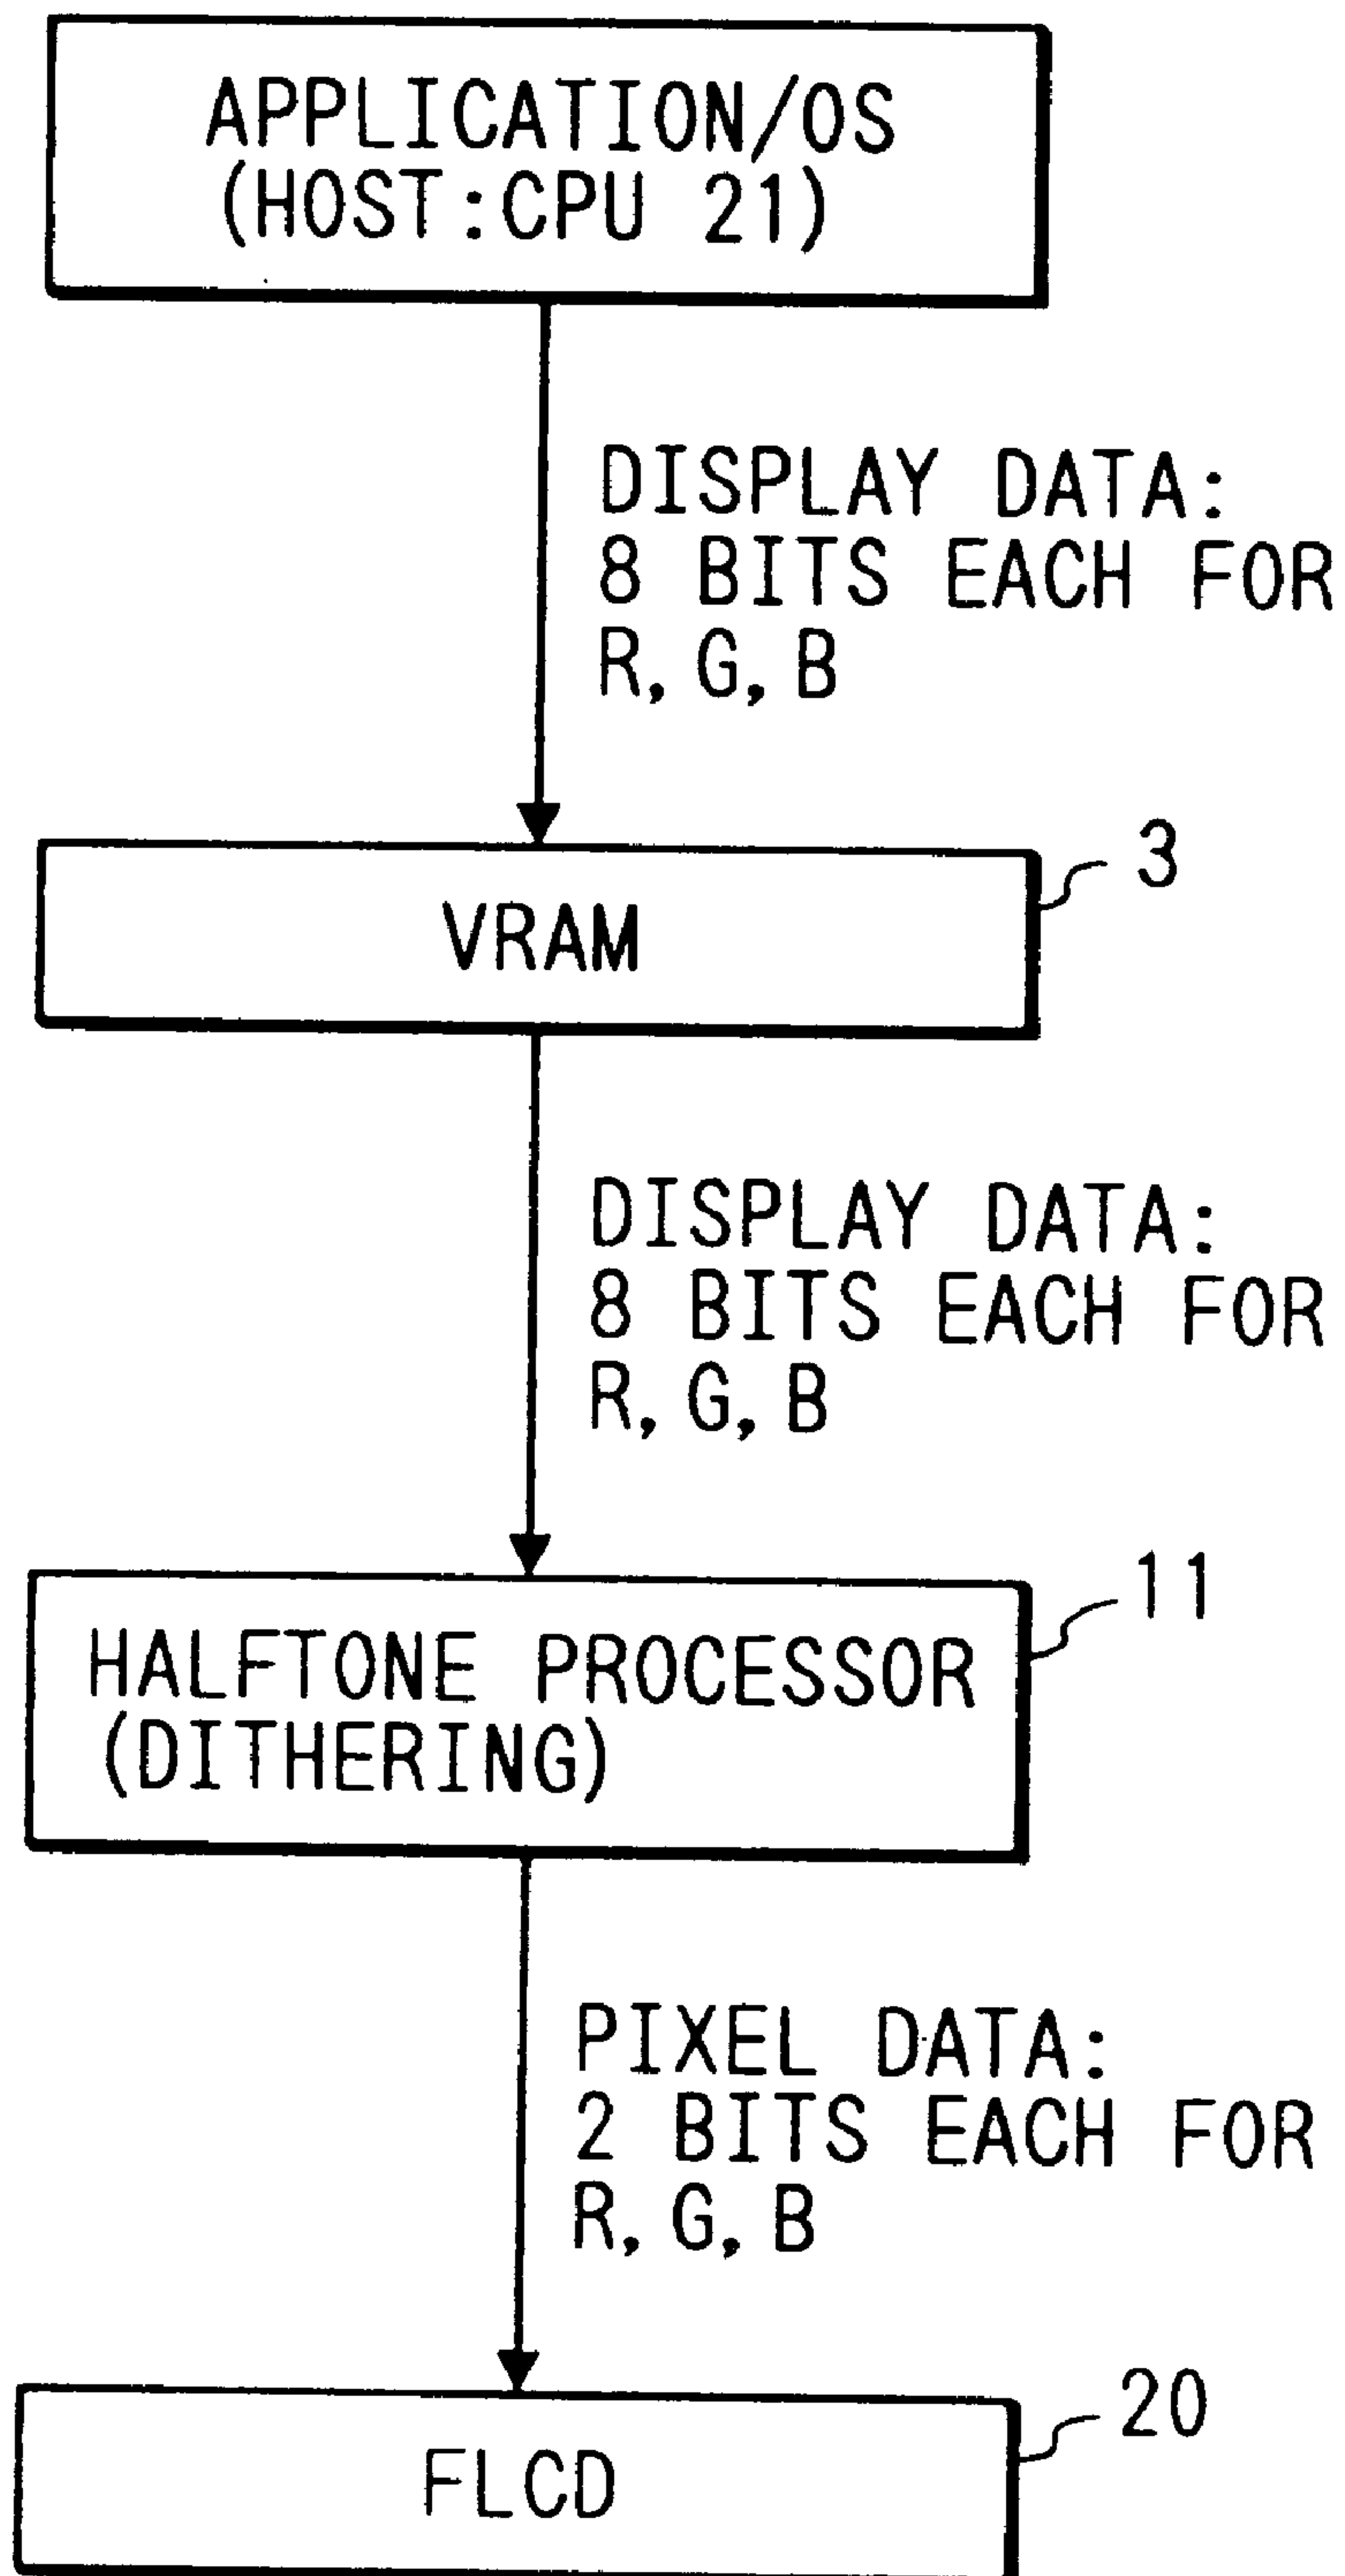 APPLICATION/OS
(HOST:CPU 21)
DISPLAY DATA:
8 BITS EACH FOR
R, G, B
3
VRAM
DISPLAY DATA:
8 BITS EACH FOR
R, G, B
11
HALFTONE PROCESSOR
(DITHERING)
PIXEL DATA:
2 BITS EACH FOR
R, G, B
20
FLCD